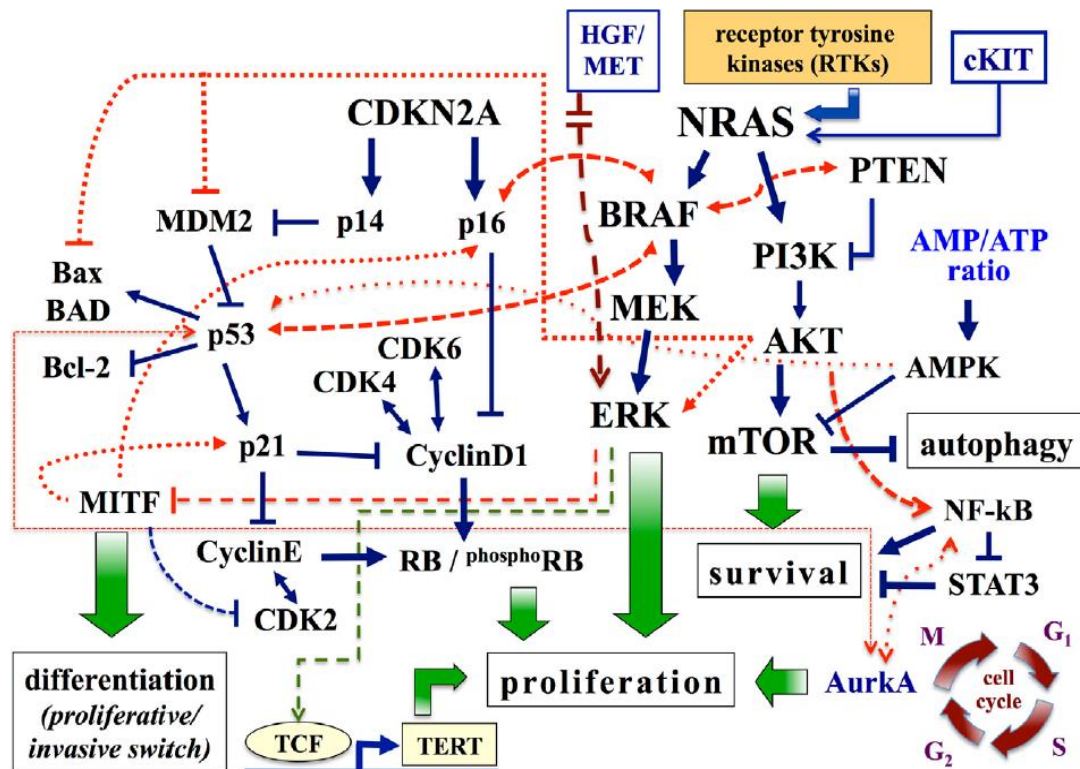 HGF/
MET
receptor tyrosine
kinases (RTKs)
cKIT
CDKN2A
NRAS
PTEN
MDM2
p14
p16
BRAF
PI3K
AMP/ATP
ratio
Bax
BAD
MEK
p53
Bcl-2
CDK6
CDK4
AKT
AMPK
ERK
mTOR
autophagy
p21
CyclinD1
MITF
NF-kB
CyclinE
RB / phosphoRB
survival
STAT3
CDK2
differentiation
(proliferative/
invasive switch)
proliferation
AurkA
M
G1
cell
cycle
G2
S
TCF
TERT